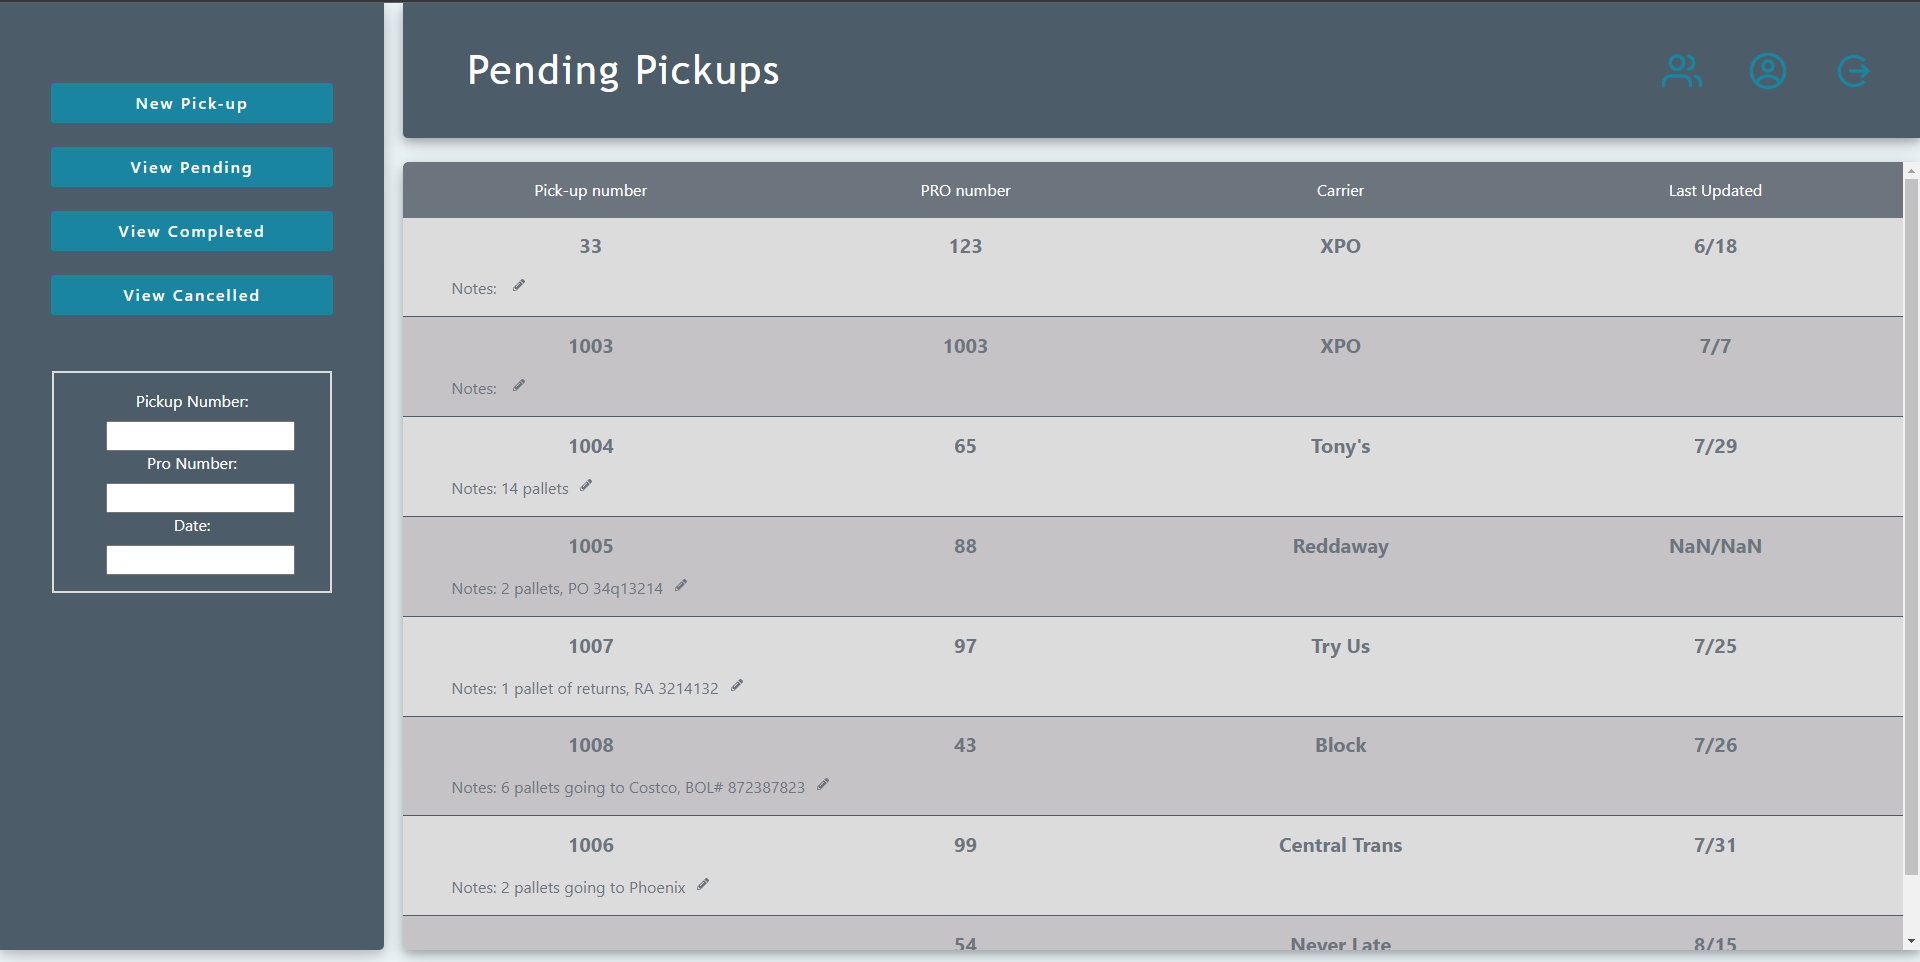 New Pick-up
View Pending
View Completed
View Cancelled
Pickup Number:
Pro Number:
Date:
Pending Pickups
Pick-up number PRO number Carrier Last Updated
33 123 XPO 6/18
Notes:
1003 1003 XPO 7/7
Notes:
1004 65 Tony's 7/29
Notes: 14 pallets
1005 88 Reddaway NaN/NaN
Notes: 2 pallets, PO 34q13214
1007 97 Try Us 7/25
Notes: 1 pallet of returns, RA 3214132
1008 43 Block 7/26
Notes: 6 pallets going to Costco, BOL# 872387823
1006 99 Central Trans 7/31
Notes: 2 pallets going to Phoenix
54 Never Late 8/15